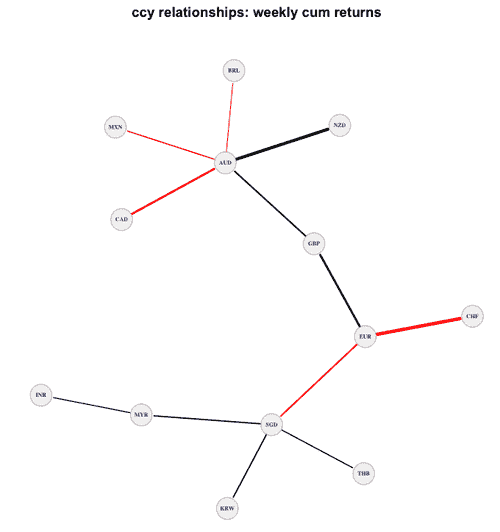 ccy relationships: weekly cum returns
BRL
MXN
NZD
AUD
CAD
GBP
CHF
EUR
INR
MYR
SGD
THB
KRW